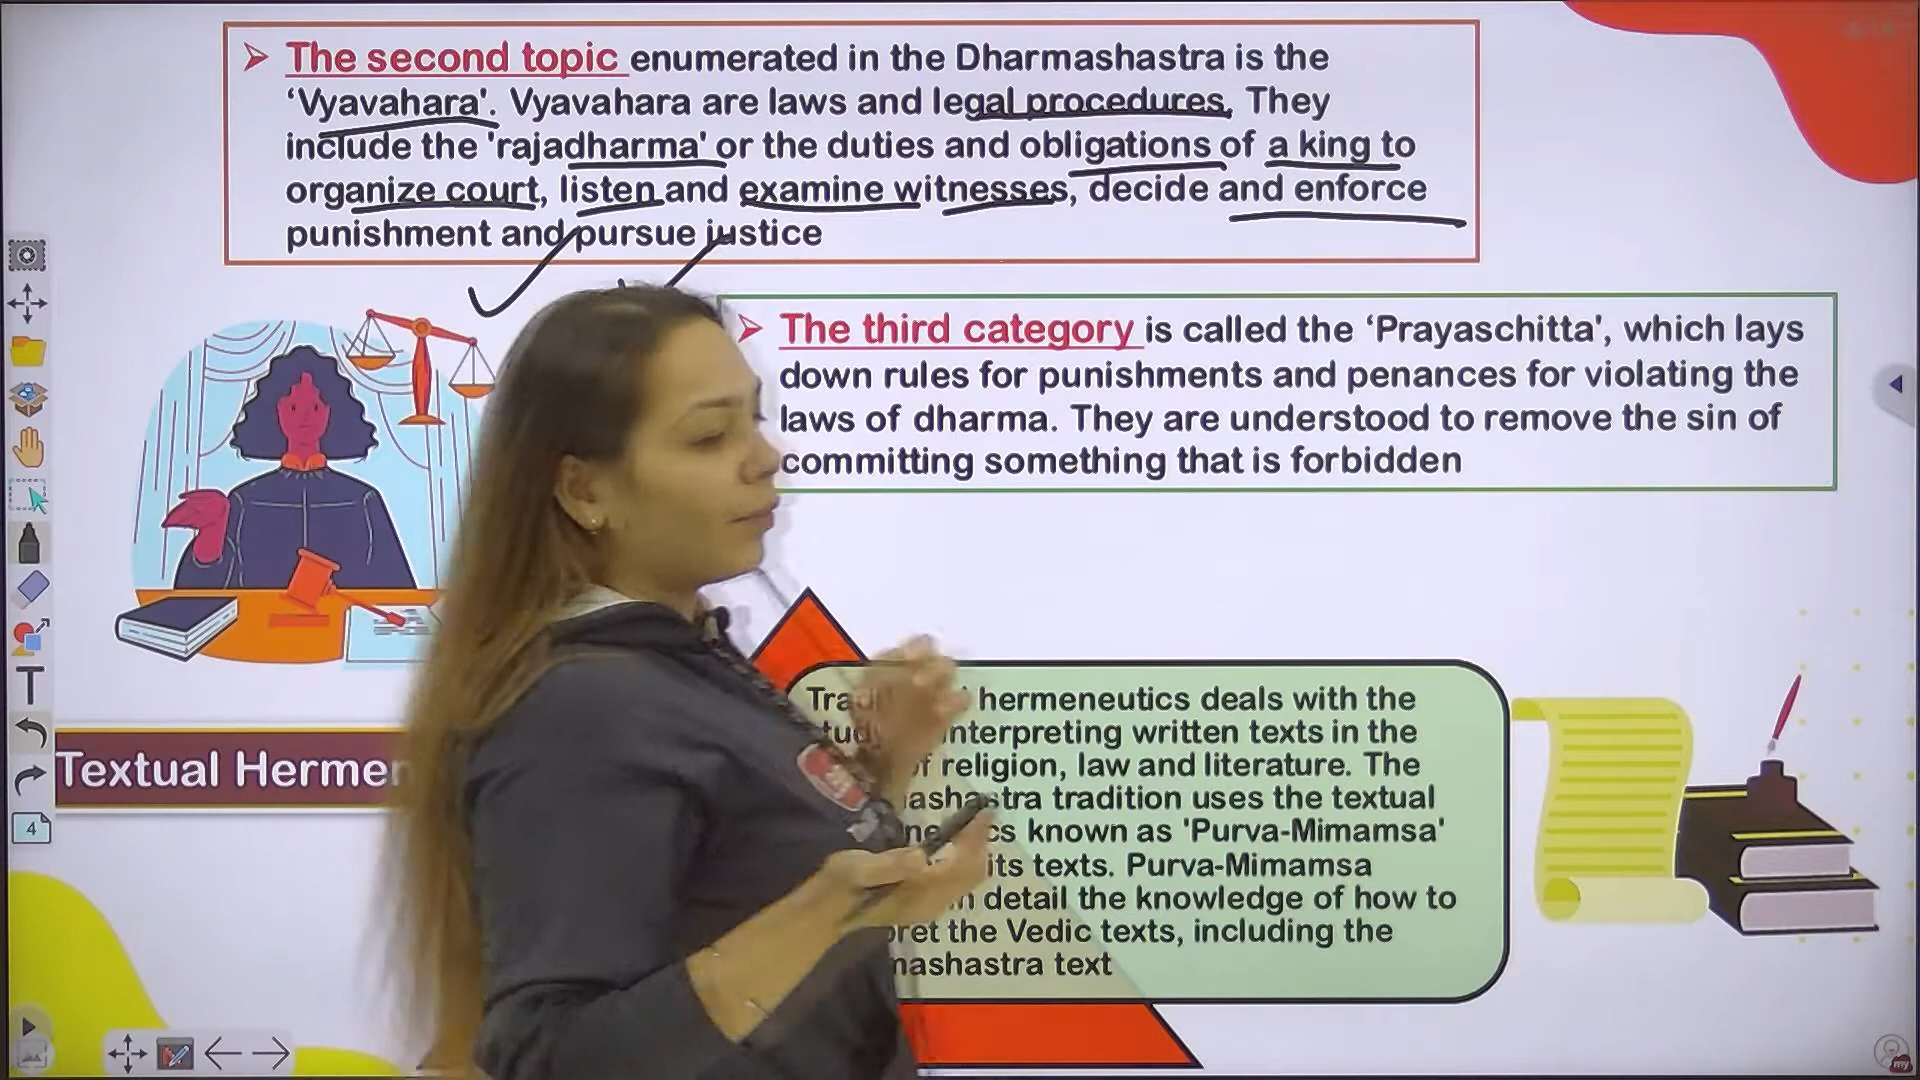 The second topic enumerated in the Dharmashastra is the
‘Vyavahara'. Vyavahara are laws and legal procedures. They
include the 'rajadharma' or the duties and obligations of a king to
organize court, listen and examine witnesses, decide and enforce
punishment and pursue justice
The third category is called the ‘Prayaschitta', which lays
down rules for punishments and penances for violating the
laws of dharma. They are understood to remove the sin of
committing something that is forbidden
Textual
hermeneutics deals with the
interpreting written texts in the
religion, law and literature. The
tradition uses the textual
known as 'Purva-Mimamsa'
its texts. Purva-Mimamsa
detail the knowledge of how to
the Vedic texts, including the
text
4